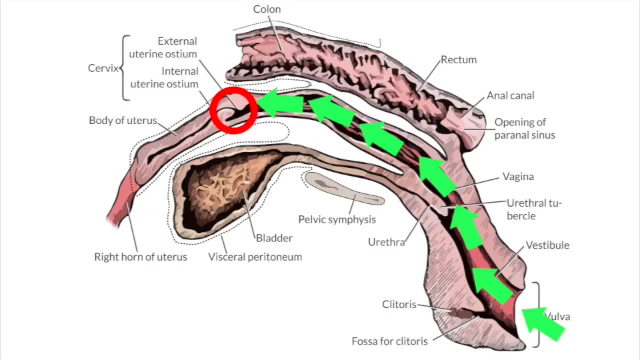 Colon
External
uterine ostium
Cervix
Internal
uterine ostium
Rectum
Anal canal
Body of uterus
Opening of
paranal sinus
Vagina
Urethral tu-
bercle
Pelvic symphysis
Bladder
Urethra
Vestibule
Right horn of uterus
Visceral peritoneum
Clitoris
Vulva
Fossa for clitoris